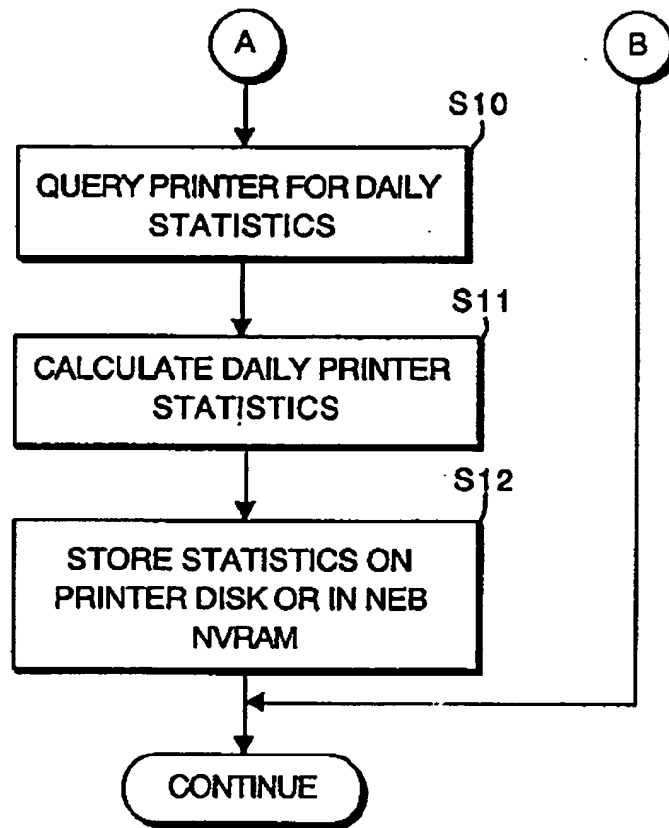 A
B
S10
QUERY PRINTER FOR DAILY
STATISTICS
S11
CALCULATE DAILY PRINTER
STATISTICS
S12
STORE STATISTICS ON
PRINTER DISK OR IN NEB
NVRAM
CONTINUE